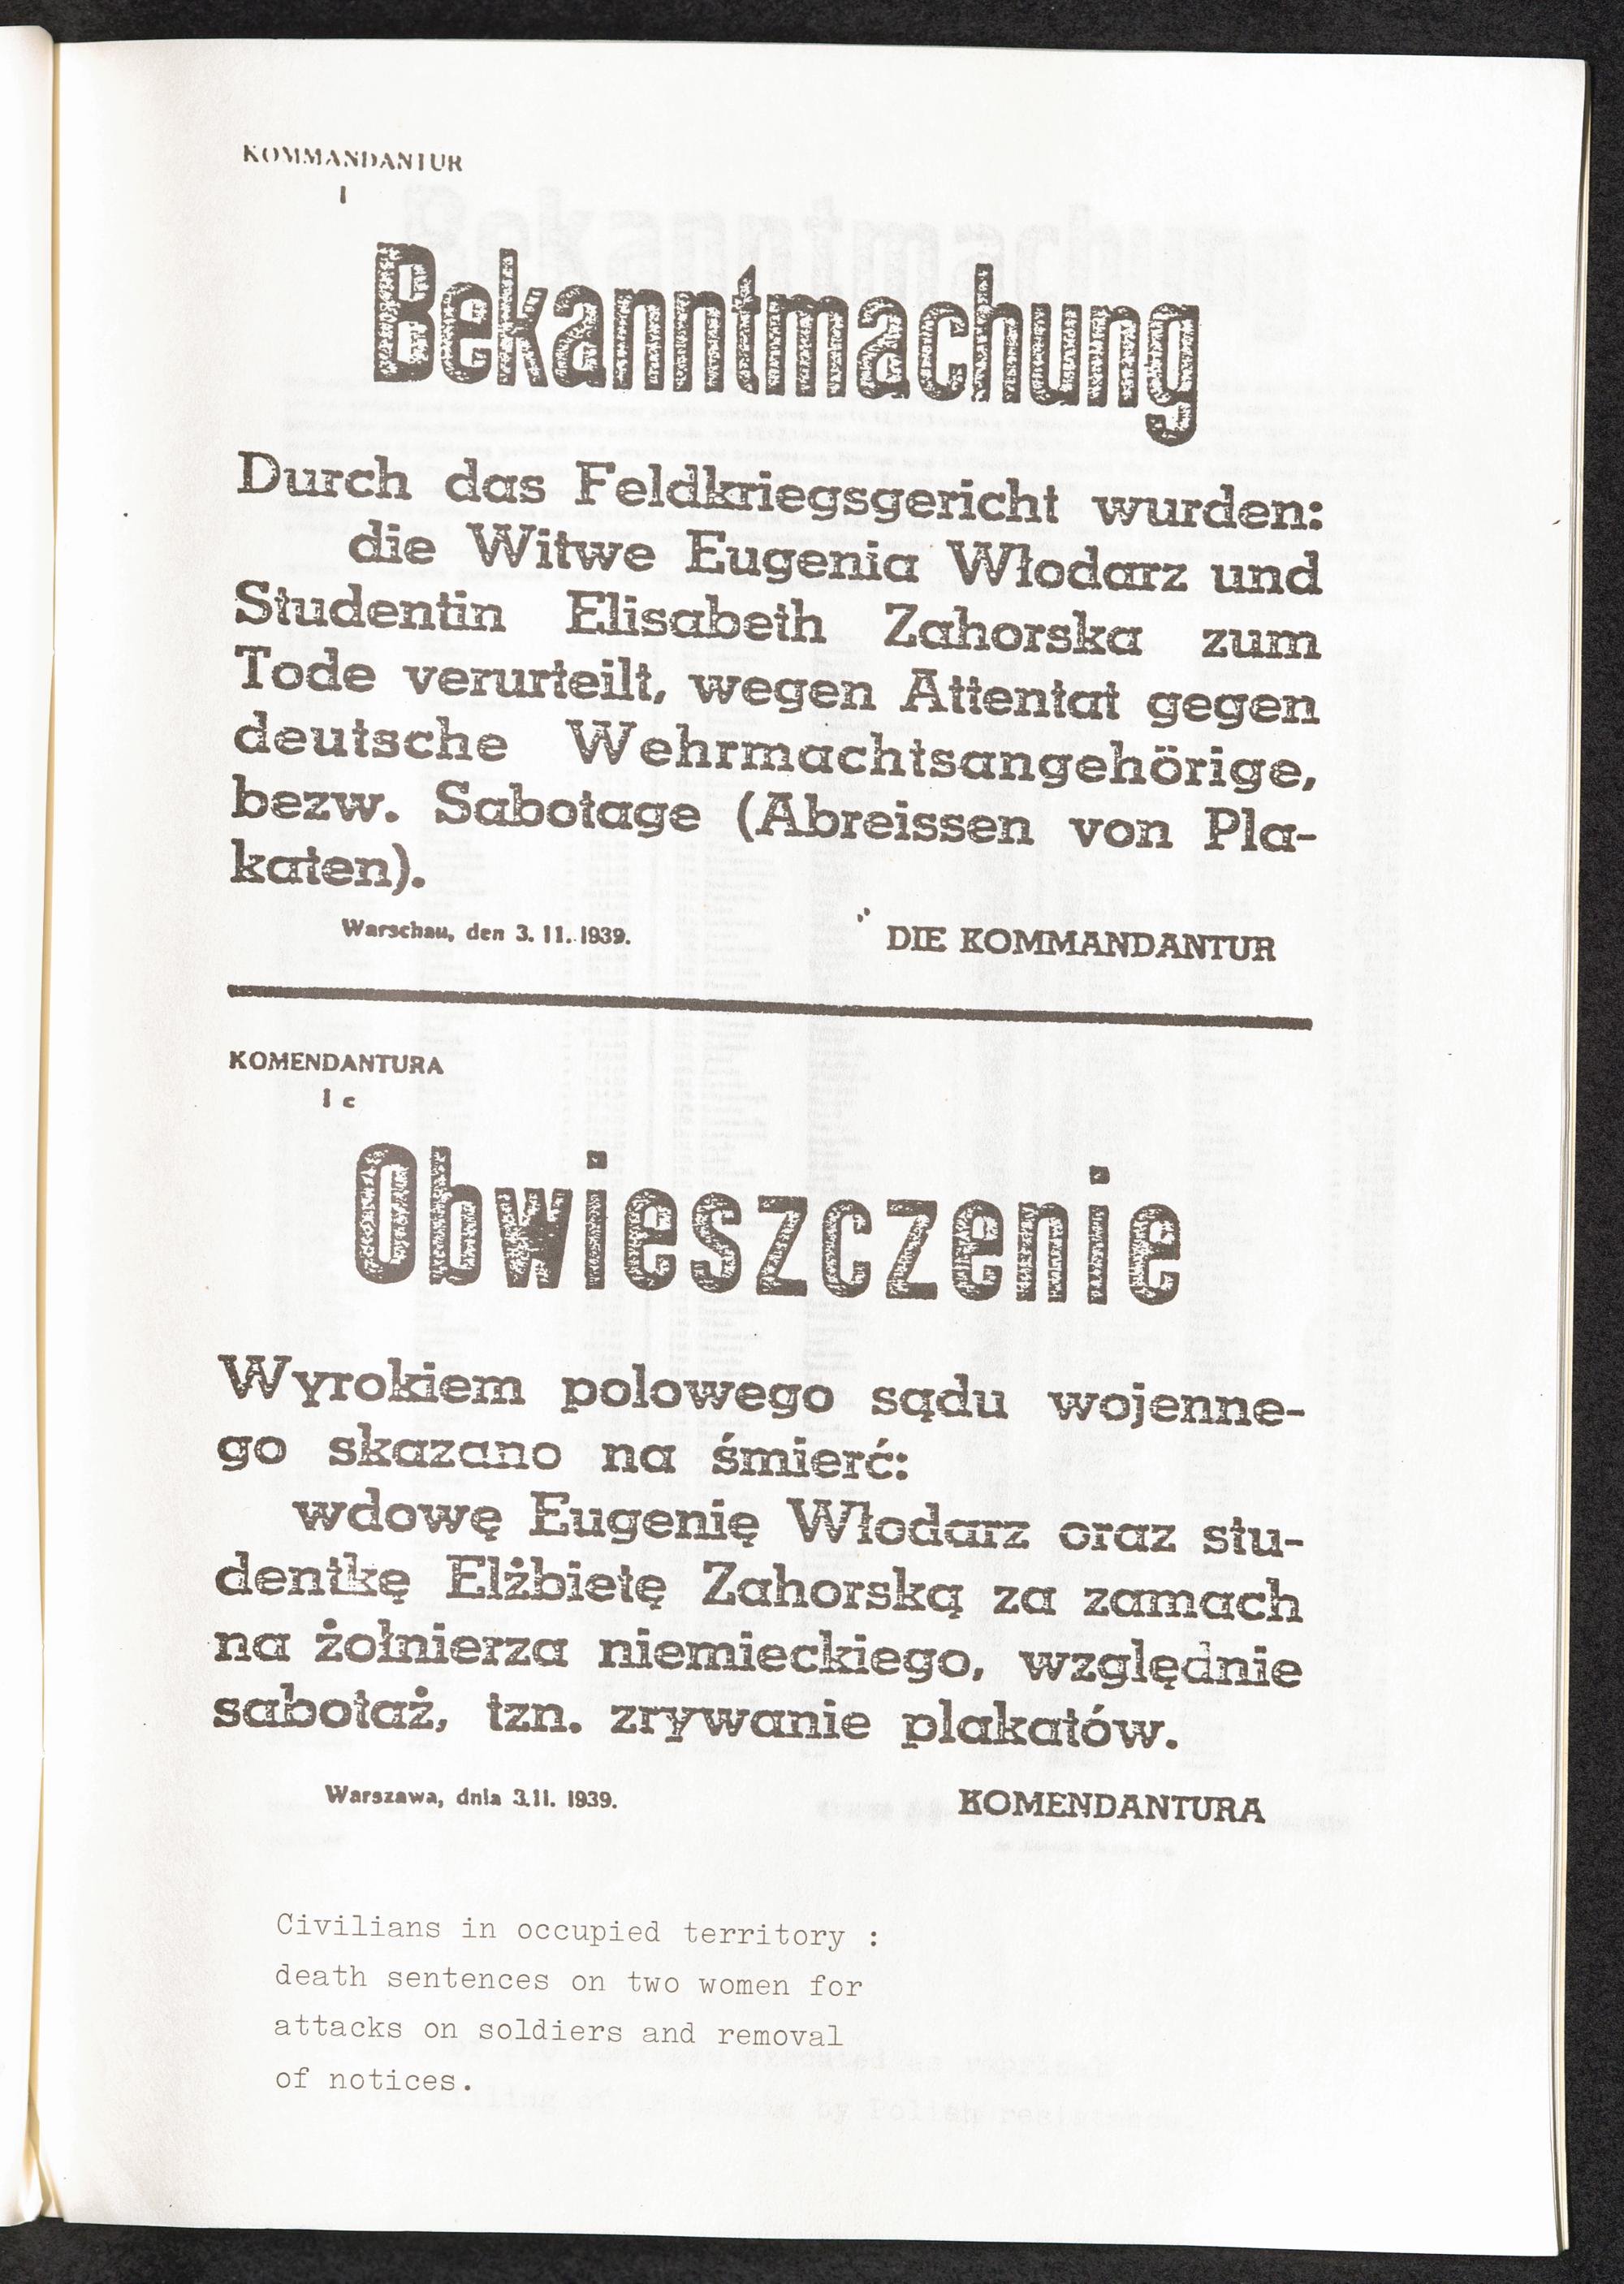 KOMMANDANTUR
I
Bekanntmachung
Durch das Feldkriegsgericht wurden:
die Witwe Eugenia Włodarz und
Studentin Elisabeth Zahorska zum
Tode verurteilt, wegen Attentat gegen
deutsche Wehrmachtsangehörige,
bezw. Sabotage (Abreissen von Pla-
katen).
Warschau, den 3. 11. 1939.
DIE KOMMANDANTUR
KOMENDANTURA
I c
Obwieszczenie
Wyrokiem polowego sądu wojenne-
go skazano na śmierć:
wdowę Eugenię Włodarz oraz stu-
dentkę Elżbietę Zahorską za zamach
na żołnierza niemieckiego, względnie
sabotaż, tzn. zrywanie plakatów.
Warszawa, dnia 3.11. 1939.
KOMENDANTURA
Civilians in occupied territory :
death sentences on two women for
attacks on soldiers and removal
of notices.